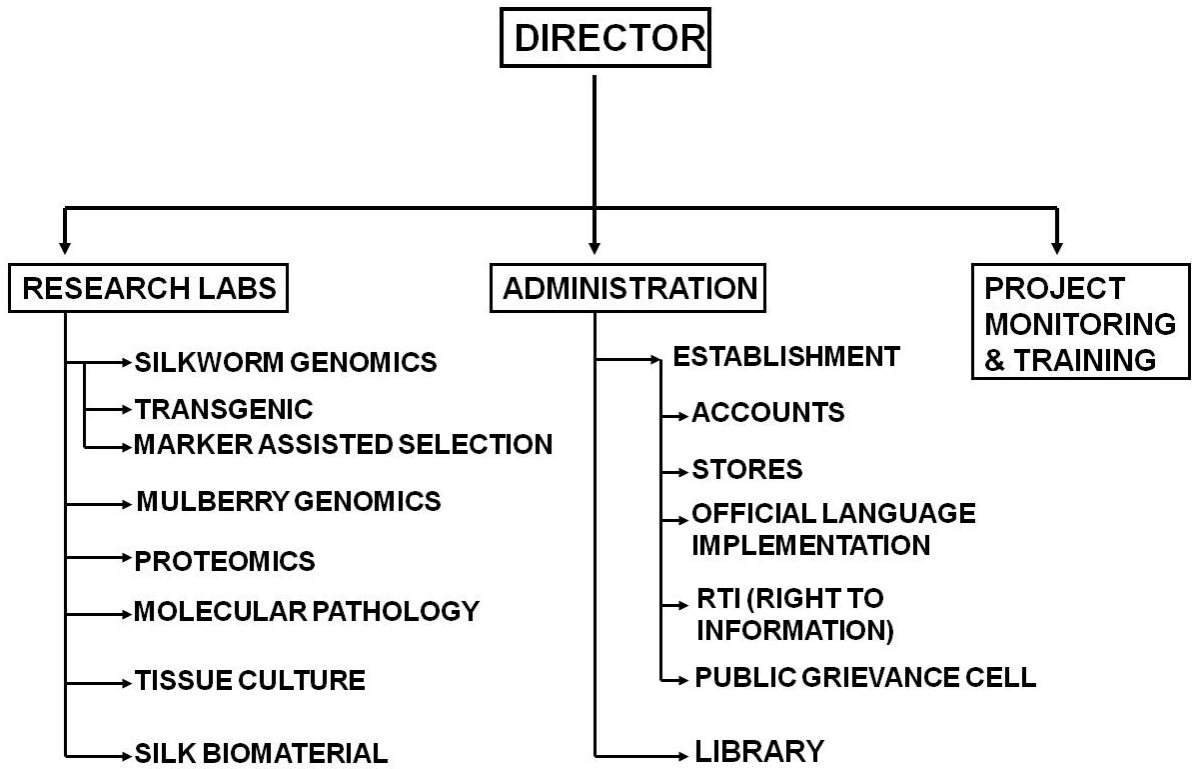 DIRECTOR
RESEARCH LABS
SILKWORM GENOMICS
TRANSGENIC
MARKER ASSISTED SELECTION
MULBERRY GENOMICS
PROTEOMICS
MOLECULAR PATHOLOGY
TISSUE CULTURE
SILK BIOMATERIAL
ADMINISTRATION
ESTABLISHMENT
ACCOUNTS
STORES
OFFICIAL LANGUAGE
IMPLEMENTATION
RTI (RIGHT TO
INFORMATION)
PUBLIC GRIEVANCE CELL
LIBRARY
PROJECT
MONITORING
& TRAINING